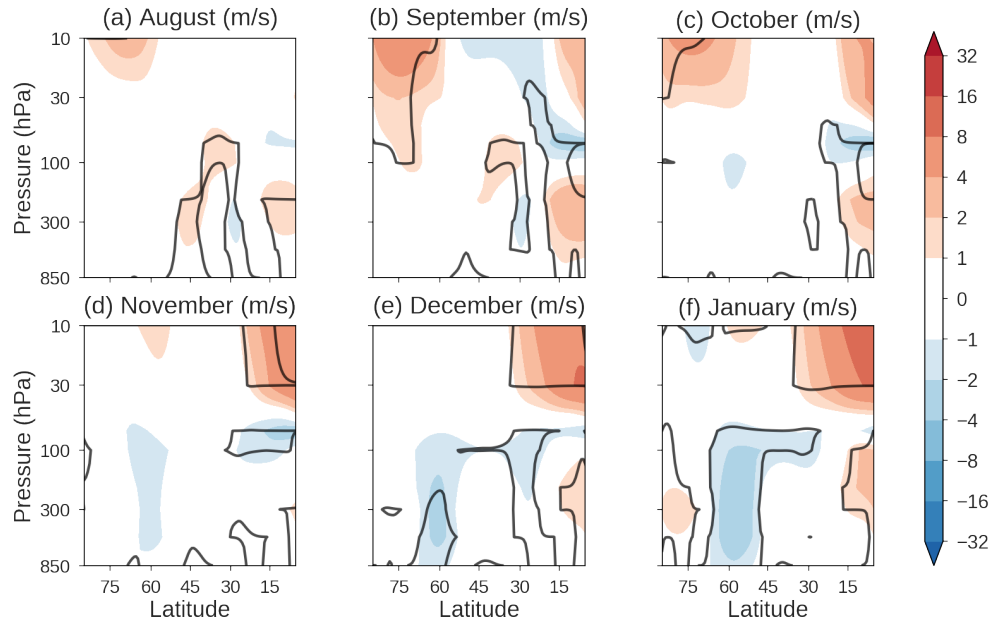 (a) August (m/s)
(b) September (m/s)
(c) October (m/s)
10
30
100
300
850
Pressure (hPa)
32
16
8
4
2
1
0
−1
−2
−4
−8
−16
−32
(d) November (m/s)
(e) December (m/s)
(f) January (m/s)
10
30
100
300
850
Pressure (hPa)
75 60 45 30 15
75 60 45 30 15
75 60 45 30 15
Latitude
Latitude
Latitude